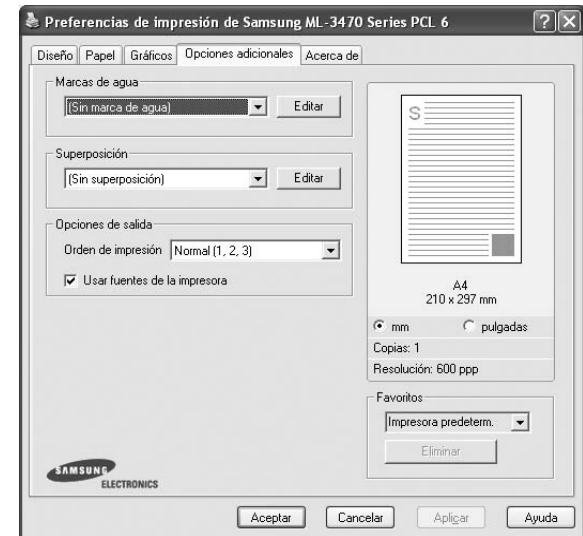 Preferencias de impresión de Samsung ML-3470 Series PCL 6
Diseño Papel Gráficos Opciones adicionales Acerca de
Marcas de agua
(Sin marca de agua) Editar
Superposición
(Sin superposición) Editar
Opciones de salida
Orden de impresión Normal (1, 2, 3)
Usar fuentes de la impresora
S
A4
210 x 297 mm
mm pulgadas
Copias: 1
Resolución: 600 ppp
Favoritos
Impresora predeterm.
Eliminar
SAMSUNG
ELECTRONICS
Aceptar Cancelar Aplicar Ayuda